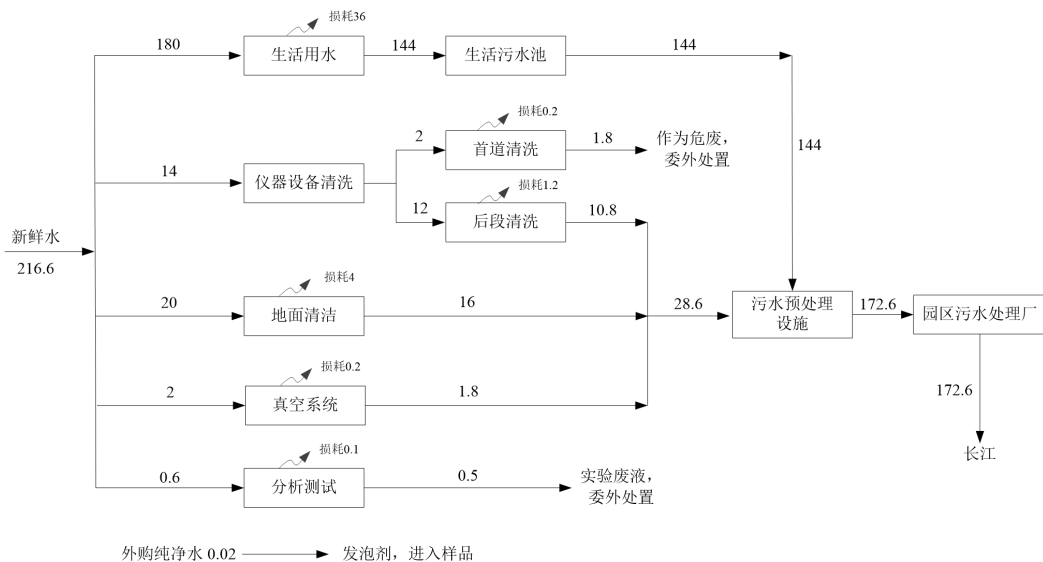 损耗36
180
生活用水
144
生活污水池
144
损耗0.2
2
首道清洗
1.8
作为危废，
委外处置
144
14
仪器设备清洗
损耗1.2
12
后段清洗
10.8
新鲜水
216.6
损耗4
20
地面清洁
16
28.6
污水预处理
设施
172.6
园区污水处理厂
损耗0.2
2
真空系统
1.8
172.6
长江
损耗0.1
0.6
分析测试
0.5
实验废液，
委外处置
外购纯净水 0.02
发泡剂，进入样品